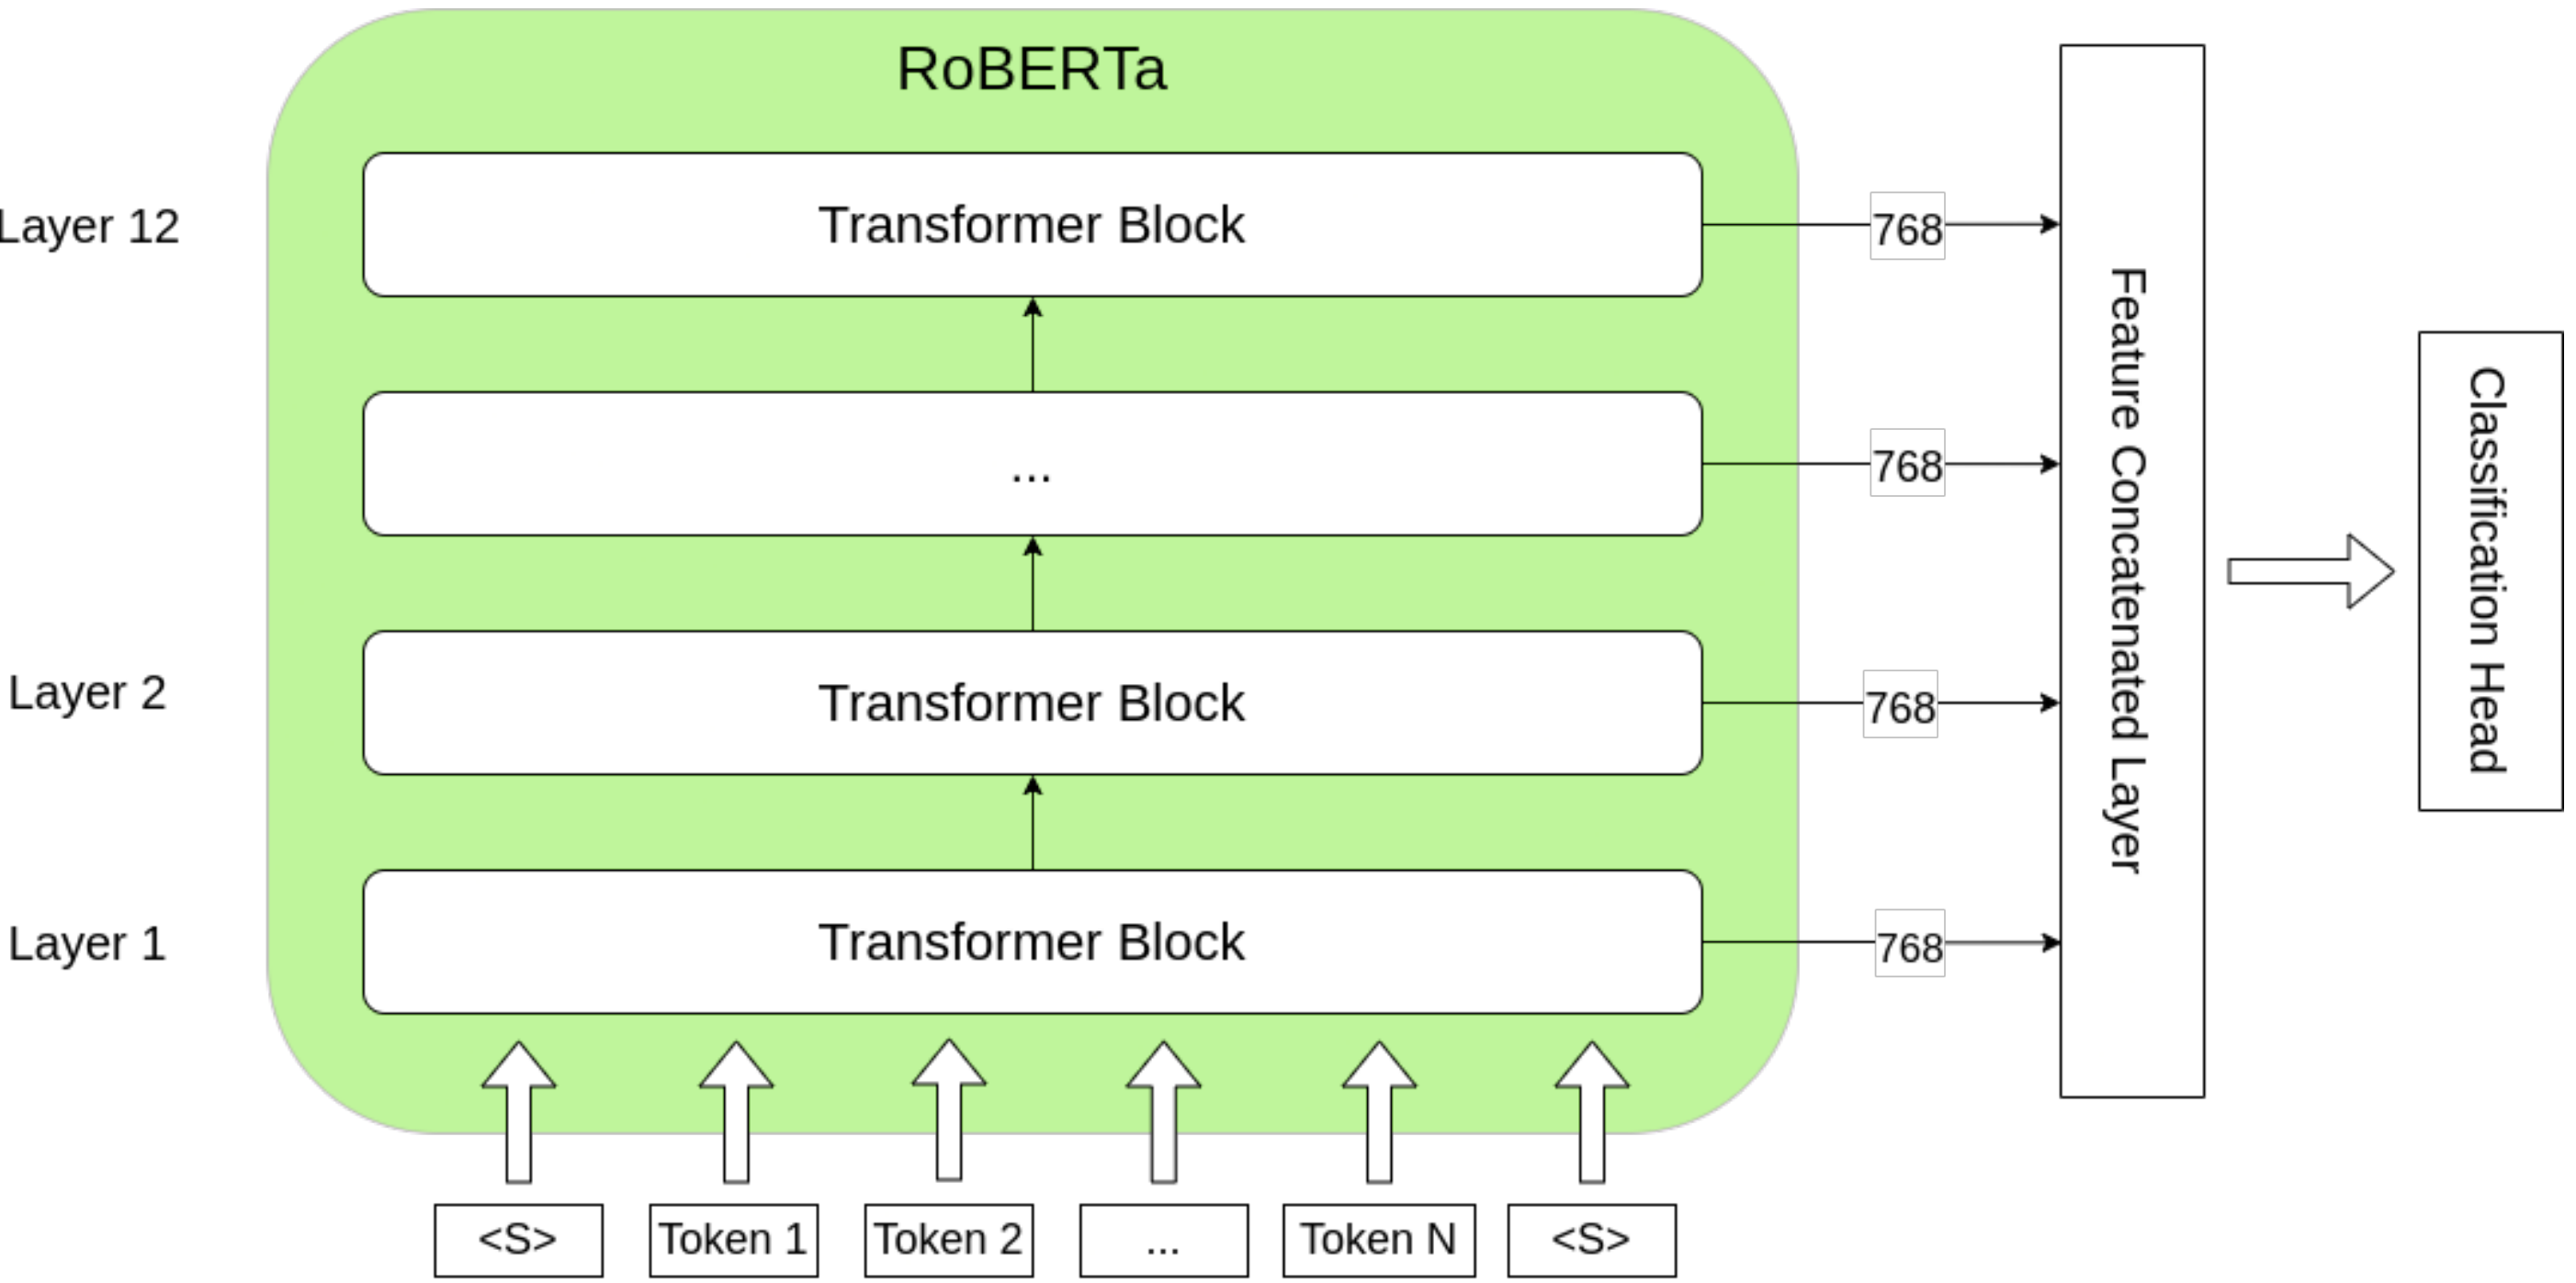 RoBERTa
Layer 12
Transformer Block
768
...
768
Layer 2
Transformer Block
768
Layer 1
Transformer Block
768
Feature Concatenated Layer
Classification Head
<S>
Token 1
Token 2
...
Token N
<S>